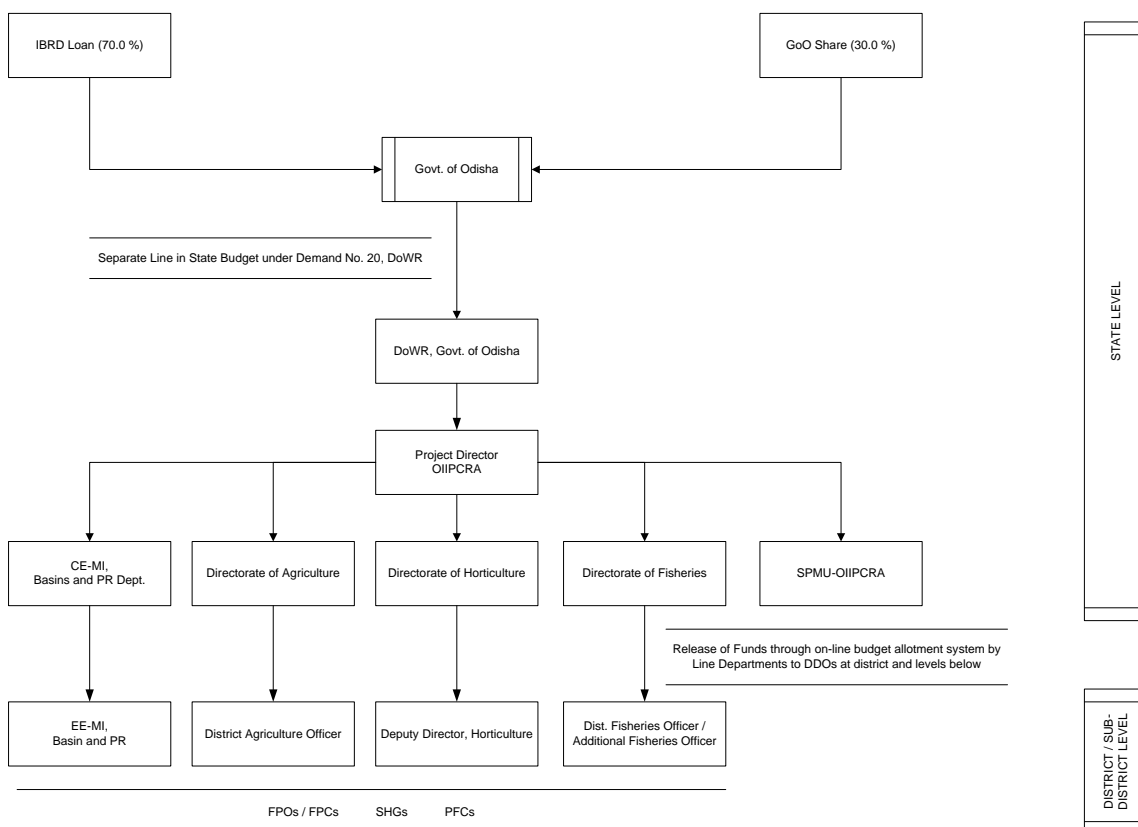 IBRD Loan (70.0 %)
GoO Share (30.0 %)
Govt. of Odisha
Separate Line in State Budget under Demand No. 20, DoWR
DoWR, Govt. of Odisha
Project Director
OIIPCRA
CE-MI,
Basins and PR Dept.
Directorate of Agriculture
Directorate of Horticulture
Directorate of Fisheries
SPMU-OIIPCRA
Release of Funds through on-line budget allotment system by
Line Departments to DDOs at district and levels below
EE-MI,
Basin and PR
District Agriculture Officer
Deputy Director, Horticulture
Dist. Fisheries Officer /
Additional Fisheries Officer
FPOs / FPCs SHGs PFCs
STATE LEVEL
DISTRICT / SUB-
DISTRICT LEVEL